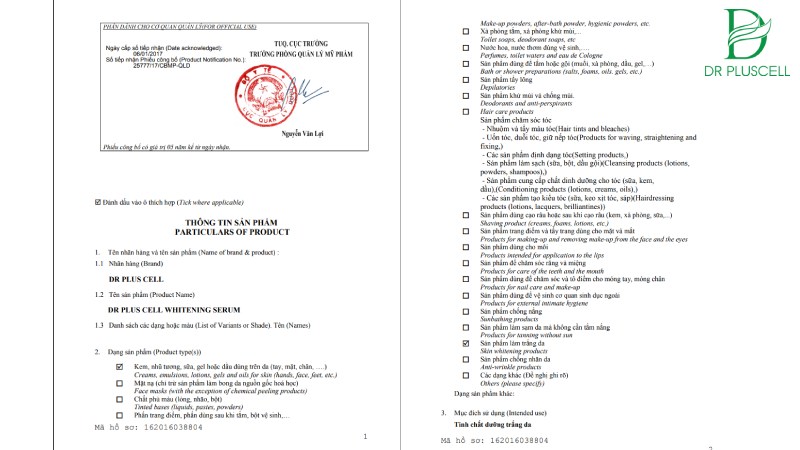 PHẦN DÀNH CHO CƠ QUAN QUẢN LÝ(FOR OFFICIAL USE)
Ngày cấp số tiếp nhận (Date acknowledged):
06/01/2017
Số tiếp nhận Phiếu công bố (Product Notification No.):
25777/17/CBMP-QLD
TUQ. CỤC TRƯỞNG
TRƯỞNG PHÒNG QUẢN LÝ MỸ PHẨM
BỘ Y TẾ
CỤC QUẢN LÝ
Nguyễn Văn Lợi
Phiếu công bố có giá trị 05 năm kể từ ngày nhận.
Đánh dấu vào ô thích hợp (Tick where applicable)
THÔNG TIN SẢN PHẨM
PARTICULARS OF PRODUCT
1. Tên nhãn hàng và tên sản phẩm (Name of brand & product) :
1.1 Nhãn hàng (Brand)
DR PLUS CELL
1.2 Tên sản phẩm (Product Name)
DR PLUS CELL WHITENING SERUM
1.3 Danh sách các dạng hoặc màu (List of Variants or Shade). Tên (Names)
2. Dạng sản phẩm (Product type(s))
Kem, nhũ tương, sữa, gel hoặc dầu dùng trên da (tay, mặt, chân, ….)
Creams, emulsions, lotions, gels and oils for skin (hands, face, feet, etc.)
Mặt nạ (chỉ trừ sản phẩm làm bong da nguồn gốc hoá học)
Face masks (with the exception of chemical peeling products)
Chất phủ màu (lỏng, nhão, bột)
Tinted bases (liquids, pastes, powders)
Phấn trang điểm, phấn dùng sau khi tắm, bột vệ sinh,…
Mã hồ sơ: 162016038804
1
Make-up powders, after-bath powder, hygienic powders, etc.
Xà phòng tắm, xà phòng khử mùi,…
Toilet soaps, deodorant soaps, etc
Nước hoa, nước thơm dùng vệ sinh,….
Perfumes, toilet waters and eau de Cologne
Sản phẩm dùng để tắm hoặc gội (muối, xà phòng, dầu, gel,…)
Bath or shower preparations (salts, foams, oils. gels, etc.)
Sản phẩm tẩy lông
Depilatories
Sản phẩm khử mùi và chống mùi.
Deodorants and anti-perspirants
Hair care products
Sản phẩm chăm sóc tóc
- Nhuộm và tẩy màu tóc(Hair tints and bleaches)
- Uốn tóc, duỗi tóc, giữ nếp tóc(Products for waving, straightening and
fixing,)
- Các sản phẩm định dạng tóc(Setting products,)
- Sản phẩm làm sạch (sữa, bột, dầu gội)(Cleansing products (lotions,
powders, shampoos),)
- Sản phẩm cung cấp chất dinh dưỡng cho tóc (sữa, kem,
dầu),(Conditioning products (lotions, creams, oils),)
- Các sản phẩm tạo kiểu tóc (sữa, keo xịt tóc, sáp)(Hairdressing
products (lotions, lacquers, brilliantines))
Sản phẩm dùng cạo râu hoặc sau khi cạo râu (kem, xà phòng, sữa,...)
Shaving product (creams, foams, lotions, etc.)
Sản phẩm trang điểm và tẩy trang dùng cho mặt và mắt
Products for making-up and removing make-up from the face and the eyes
Sản phẩm dùng cho môi
Products intended for application to the lips
Sản phẩm để chăm sóc răng và miệng
Products for care of the teeth and the mouth
Sản phẩm dùng để chăm sóc và tô điểm cho móng tay, móng chân
Products for nail care and make-up
Sản phẩm dùng để vệ sinh cơ quan sinh dục ngoài
Products for external intimate hygiene
Sản phẩm chống nắng
Sunbathing products
Sản phẩm làm sạm da mà không cần tắm nắng
Products for tanning without sun
Sản phẩm làm trắng da
Skin whitening products
Sản phẩm chống nhăn da
Anti-wrinkle products
Các dạng khác (Đề nghị ghi rõ)
Others (please specify)
Dạng sản phẩm khác:
3. Mục đích sử dụng (Intended use)
Tinh chất dưỡng trắng da
Mã hồ sơ: 162016038804
DR PLUSCELL